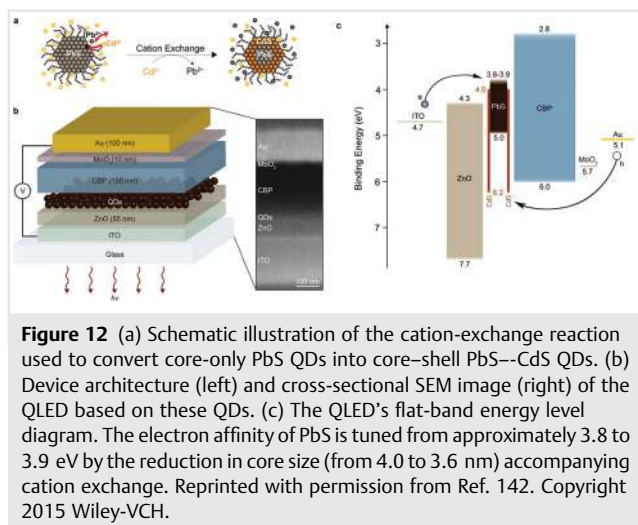 a
Pb²⁺
Cd²⁺
PbS
Cation Exchange
Cd²⁺
Pb²⁺
b
Au (100 nm)
MoO₃ (10 nm)
CBP (150 nm)
QDs
ZnO (55 nm)
ITO
Glass
V
hv
Au
MoO₃
CBP
QDs
ZnO
ITO
100 nm
c
Binding Energy (eV)
3
4
5
6
7
2.8
3.8-3.9
4.0
4.3
e
ITO
4.7
PbS
5.0
CBP
Au
5.1
h
MoO₃
5.7
6.0
6.2
ZnO
CdS
CdS
7.7
Figure 12 (a) Schematic illustration of the cation-exchange reaction
used to convert core-only PbS QDs into core–shell PbS–-CdS QDs. (b)
Device architecture (left) and cross-sectional SEM image (right) of the
QLED based on these QDs. (c) The QLED’s flat-band energy level
diagram. The electron affinity of PbS is tuned from approximately 3.8 to
3.9 eV by the reduction in core size (from 4.0 to 3.6 nm) accompanying
cation exchange. Reprinted with permission from Ref. 142. Copyright
2015 Wiley-VCH.